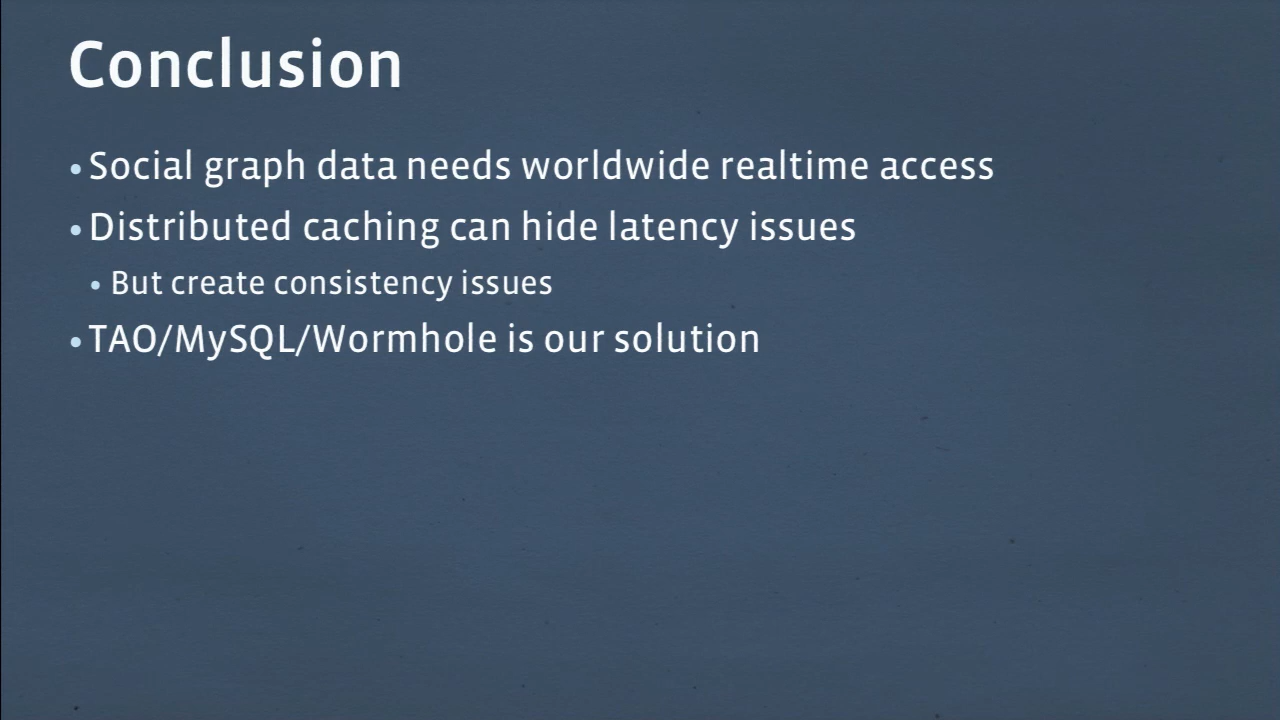 Conclusion
• Social graph data needs worldwide realtime access
• Distributed caching can hide latency issues
• But create consistency issues
• TAO/MySQL/Wormhole is our solution